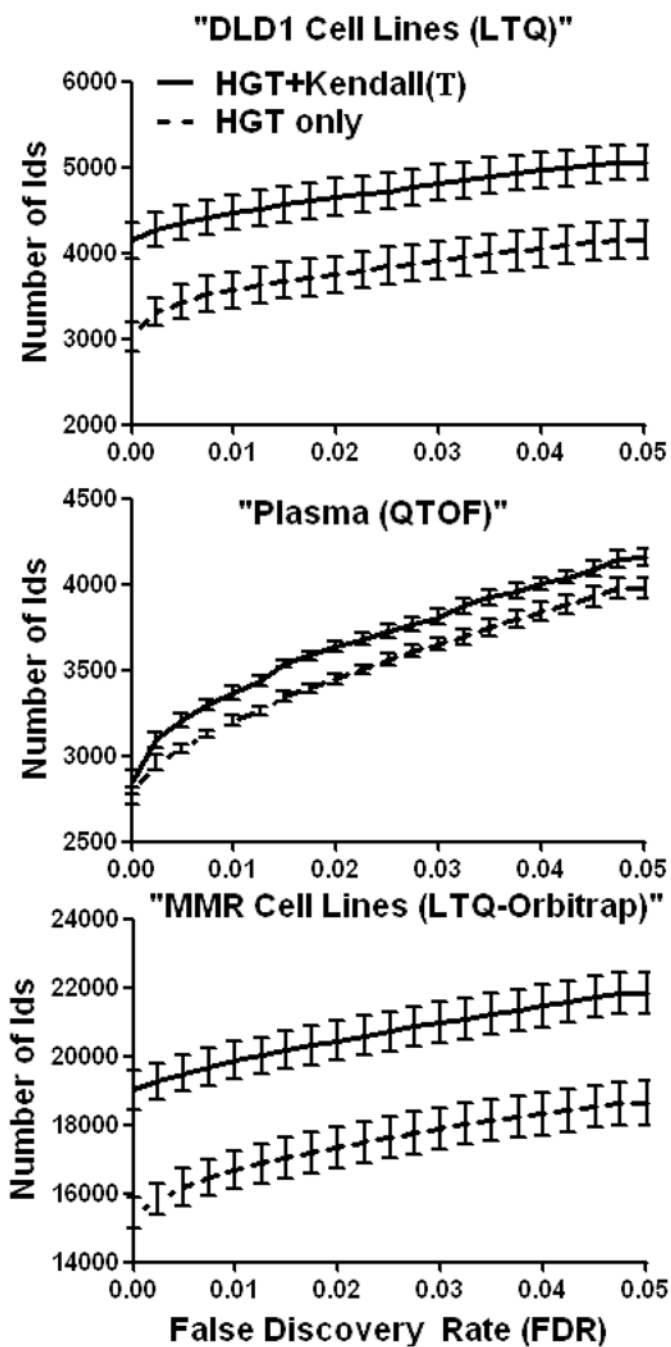 "DLD1 Cell Lines (LTQ)"
HGT+Kendall(T)
HGT only
Number of Ids
6000
5000
4000
3000
2000
0.00 0.01 0.02 0.03 0.04 0.05
"Plasma (QTOF)"
Number of Ids
4500
4000
3500
3000
2500
0.00 0.01 0.02 0.03 0.04 0.05
"MMR Cell Lines (LTQ-Orbitrap)"
Number of Ids
24000
22000
20000
18000
16000
14000
0.00 0.01 0.02 0.03 0.04 0.05
False Discovery Rate (FDR)